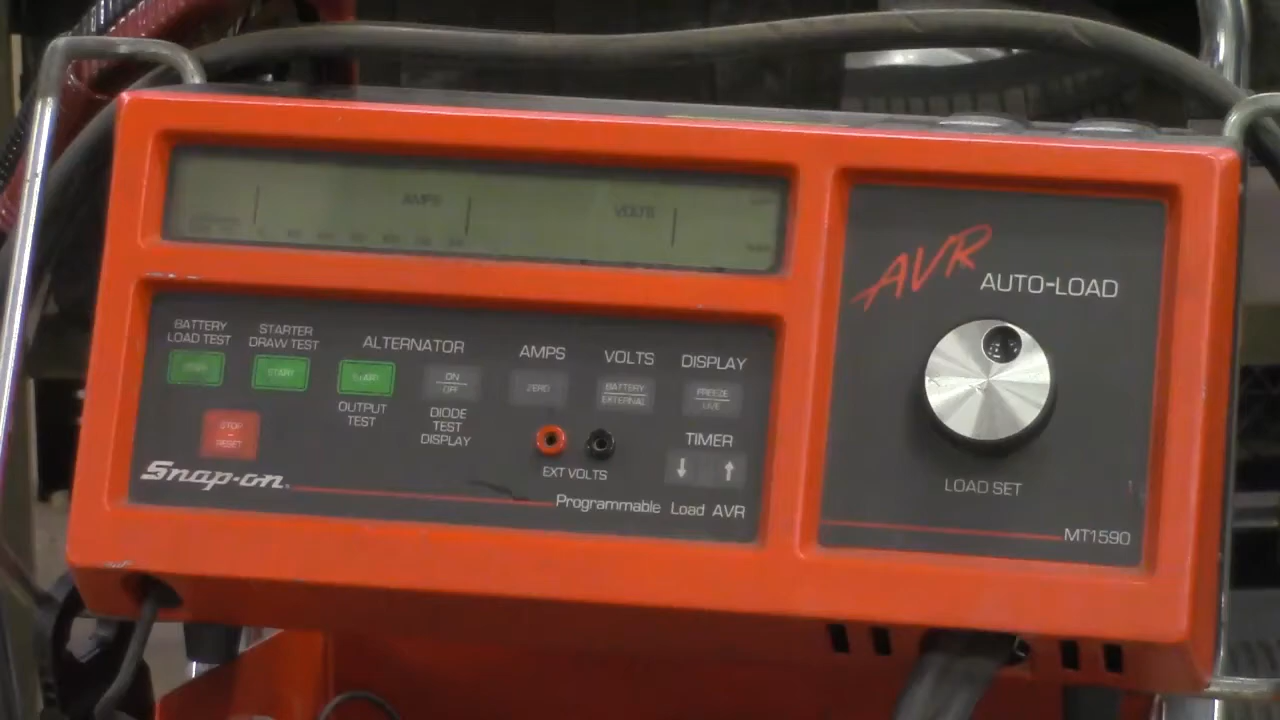 AMPS
VOLTS
AVR AUTO-LOAD
BATTERY
LOAD TEST
STARTER
DRAW TEST
ALTERNATOR
AMPS
VOLTS
DISPLAY
START
START
START
ON
OFF
ZERO
BATTERY
EXTERNAL
FREEZE
LIVE
STOP
RESET
OUTPUT
TEST
DIODE
TEST
DISPLAY
TIMER
↓ ↑
EXT VOLTS
Snap-on
Programmable Load AVR
LOAD SET
MT1590